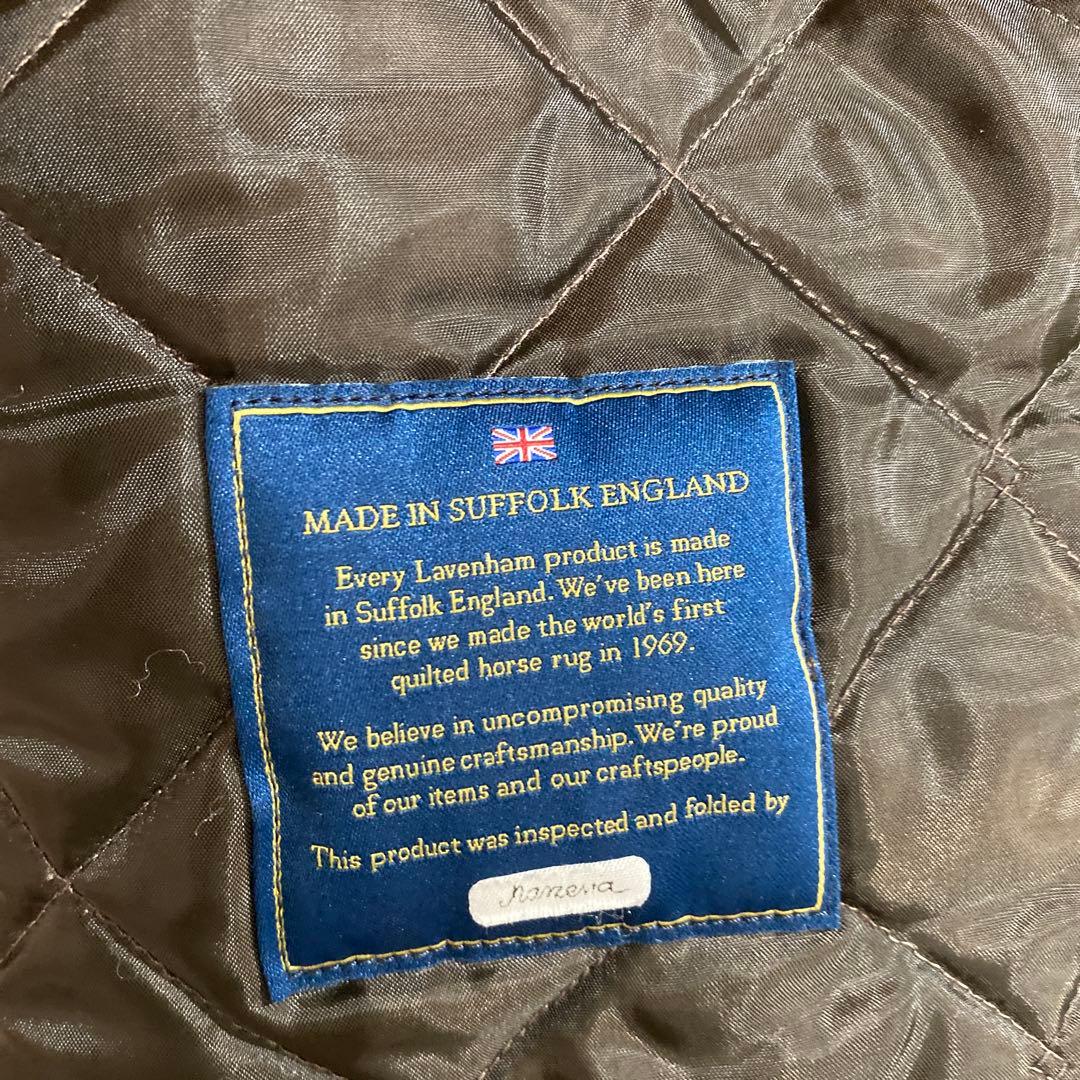 MADE IN SUFFOLK ENGLAND
Every Lavenham product is made
in Suffolk England. We've been here
since we made the world's first
quilted horse rug in 1969.
We believe in uncompromising quality
and genuine craftsmanship. We're proud
of our items and our craftspeople.
This product was inspected and folded by